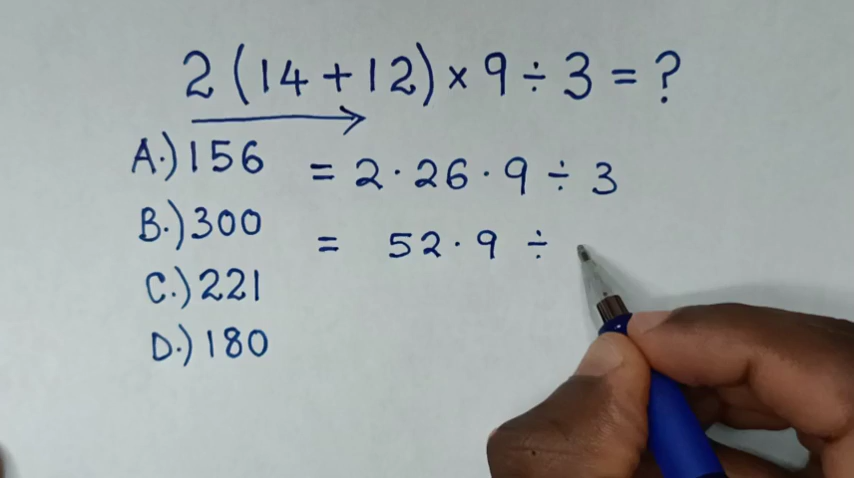 2(14+12)×9÷3=?
A.) 156
= 2·26·9 ÷ 3
B.) 300
= 52·9 ÷
C.) 221
D.) 180